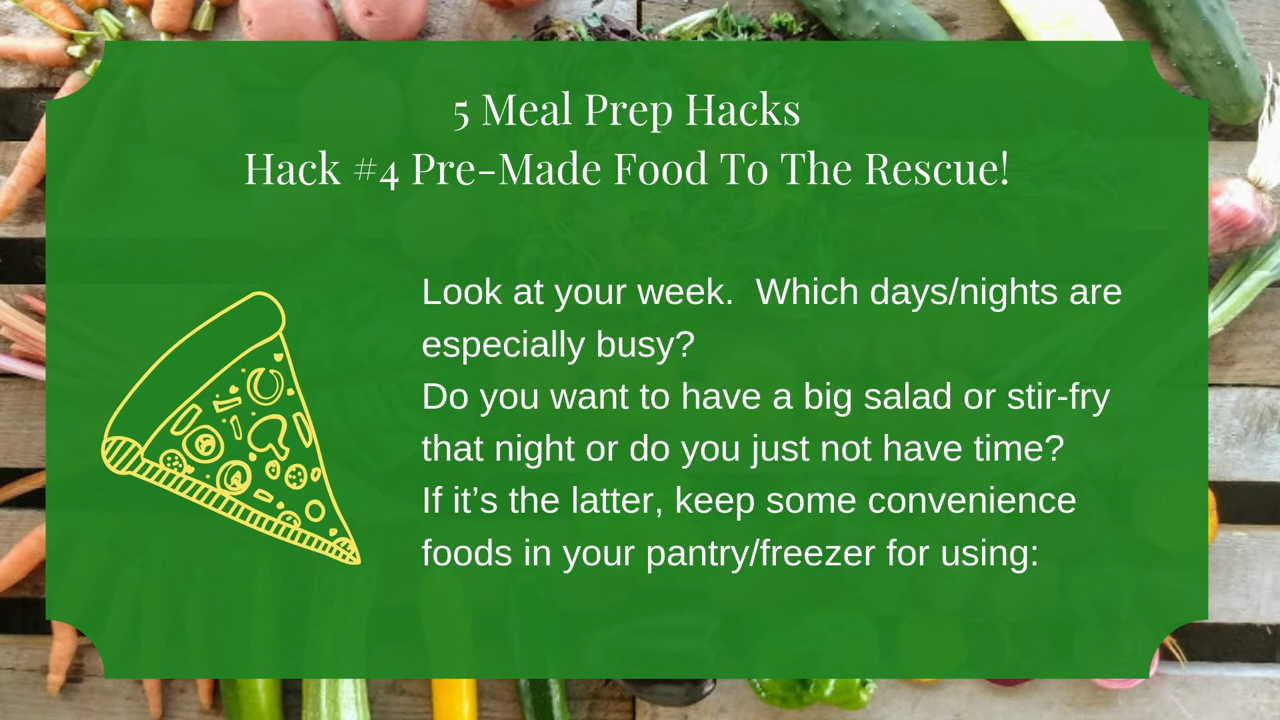 5 Meal Prep Hacks
Hack #4 Pre-Made Food To The Rescue!
Look at your week.  Which days/nights are
especially busy?
Do you want to have a big salad or stir-fry
that night or do you just not have time?
If it’s the latter, keep some convenience
foods in your pantry/freezer for using: